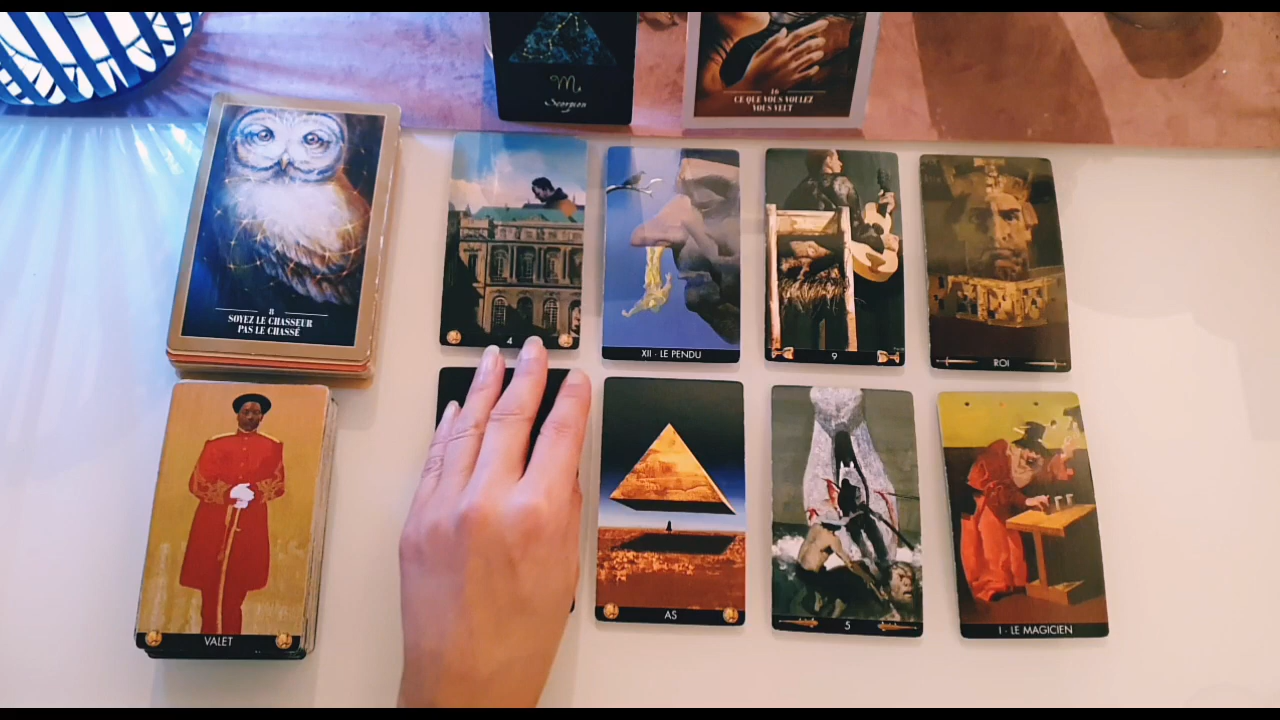 Scorpion
16
CE QUE VOUS VOULEZ
VOUS VEUT
8
SOYEZ LE CHASSEUR
PAS LE CHASSÉ
4
XII · LE PENDU
9
ROI
VALET
AS
5
I · LE MAGICIEN